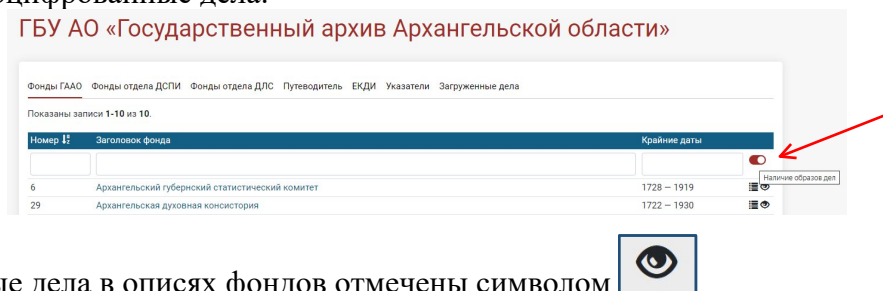 дела.
ГБУ АО «Государственный архив Архангельской области»
Фонды ГААО Фонды отдела ДСПИ Фонды отдела ДЛС Путеводитель ЕКДИ Указатели Загруженные дела
Показаны записи 1-10 из 10.
Номер Заголовок фонда Крайние даты
Наличие образов дел
6 Архангельский губернский статистический комитет 1728 – 1919
29 Архангельская духовная консистория 1722 – 1930
дела в описях фондов отмечены символом